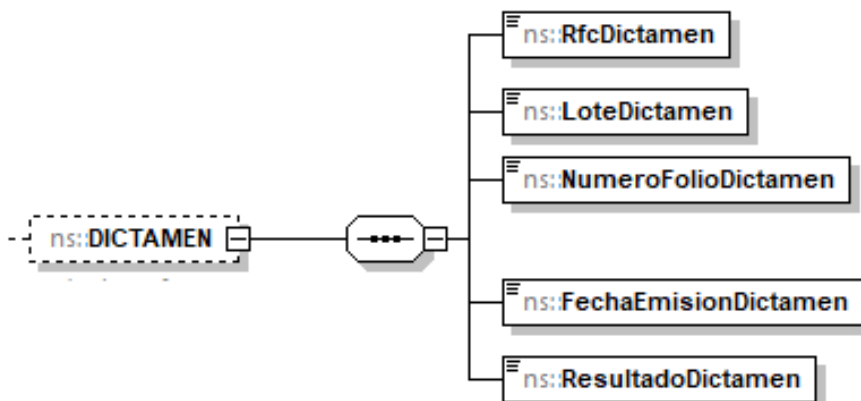 ns::RfcDictamen
ns::LoteDictamen
ns::NumeroFolioDictamen
ns::DICTAMEN
ns::FechaEmisionDictamen
ns::ResultadoDictamen